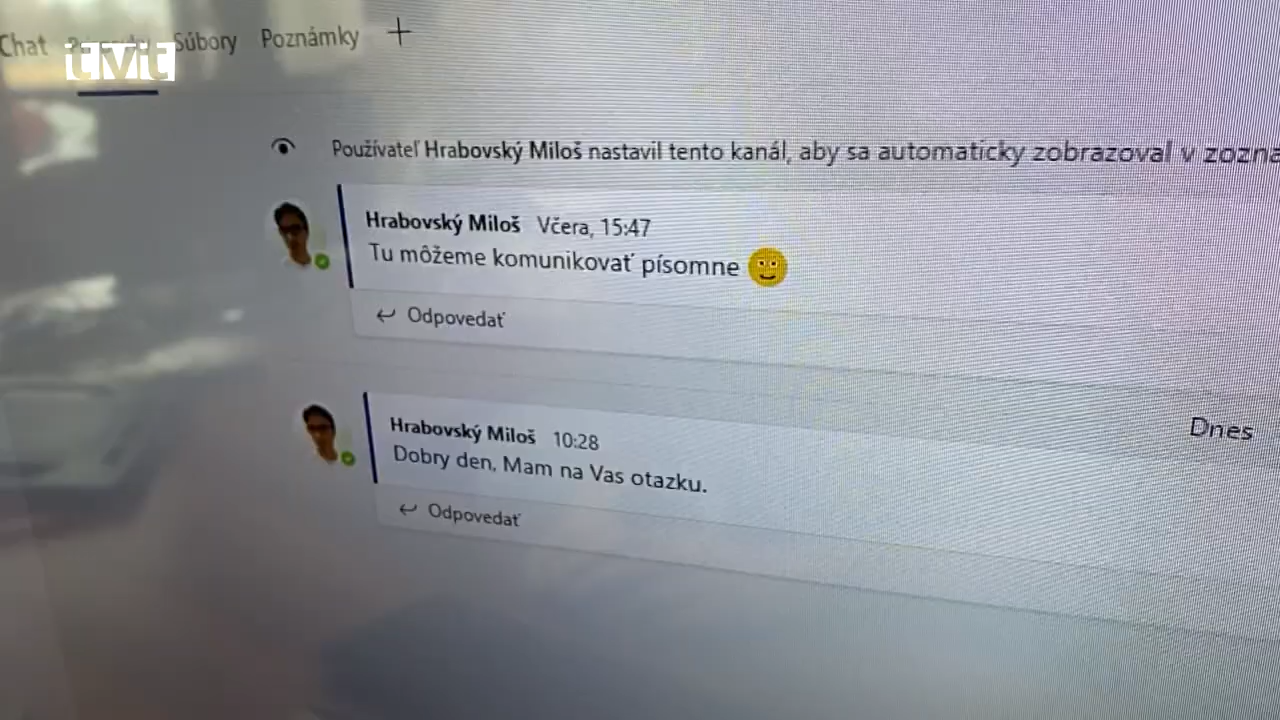 Chat Súbory Poznámky +
tvit
Používateľ Hrabovský Miloš nastavil tento kanál, aby sa automaticky zobrazoval v
Hrabovský Miloš Včera, 15:47
Tu môžeme komunikovať písomne
Odpovedať
Dnes
Hrabovský Miloš 10:28
Dobry den, Mam na Vas otazku.
Odpovedať